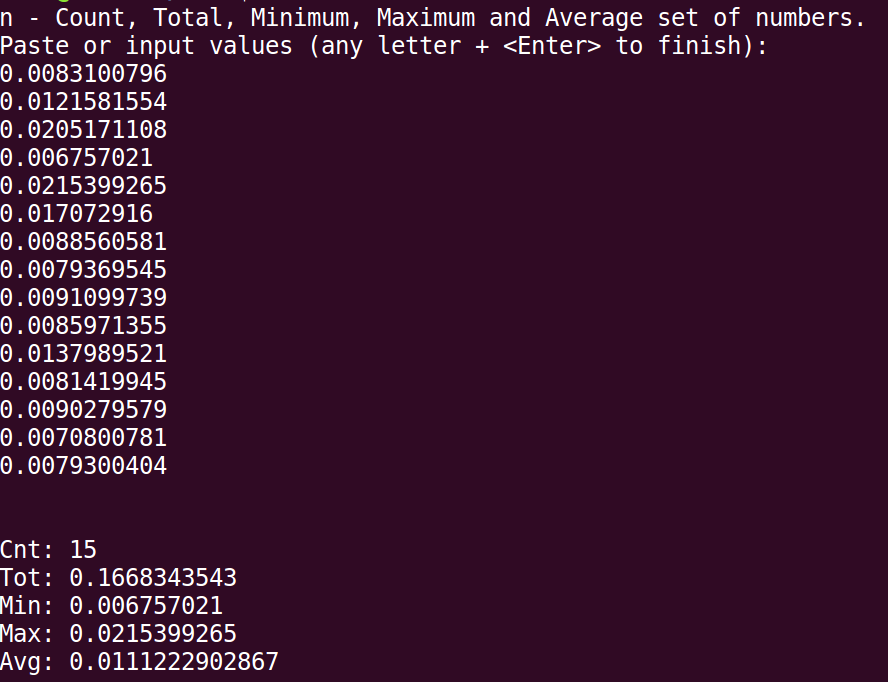 n - Count, Total, Minimum, Maximum and Average set of numbers.
Paste or input values (any letter + <Enter> to finish):
0.0083100796
0.0121581554
0.0205171108
0.006757021
0.0215399265
0.017072916
0.0088560581
0.0079369545
0.0091099739
0.0085971355
0.0137989521
0.0081419945
0.0090279579
0.0070800781
0.0079300404
Cnt: 15
Tot: 0.1668343543
Min: 0.006757021
Max: 0.0215399265
Avg: 0.0111222902867